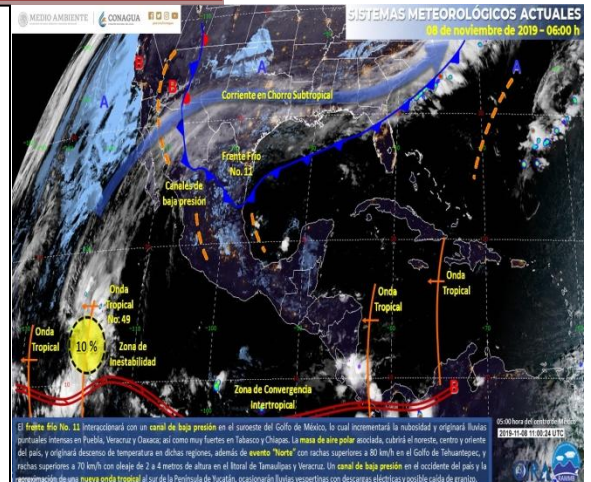 MEDIO AMBIENTE
CONAGUA
SISTEMAS METEOROLÓGICOS ACTUALES
08 de noviembre de 2019 – 06:00 h
B
B
A
A
A
Corriente en Chorro Subtropical
Frente Frío
No. 11
Canales de
baja presión
Onda
Tropical
No: 49
Onda
Tropical
10 %
Zona de
Inestabilidad
Onda
Tropical
Onda
Tropical
Zona de Convergencia
Intertropical
B
El frente frío No. 11 interaccionará con un canal de baja presión en el suroeste del Golfo de México, lo cual incrementará la nubosidad y originará lluvias
puntuales intensas en Puebla, Veracruz y Oaxaca; así como muy fuertes en Tabasco y Chiapas. La masa de aire polar asociada, cubrirá el noreste, centro y oriente
del país, y originará descenso de temperatura en dichas regiones, además de evento "Norte" con rachas superiores a 80 km/h en el Golfo de Tehuantepec, y
rachas superiores a 70 km/h con oleaje de 2 a 4 metros de altura en el litoral de Tamaulipas y Veracruz. Un canal de baja presión en el occidente del país y la
aproximación de una nueva onda tropical al sur de la Península de Yucatán, ocasionarán lluvias vespertinas con descargas eléctricas y posible caída de granizo.
05:00 hora del centro de México
2019-11-08 11:00:24 UTC